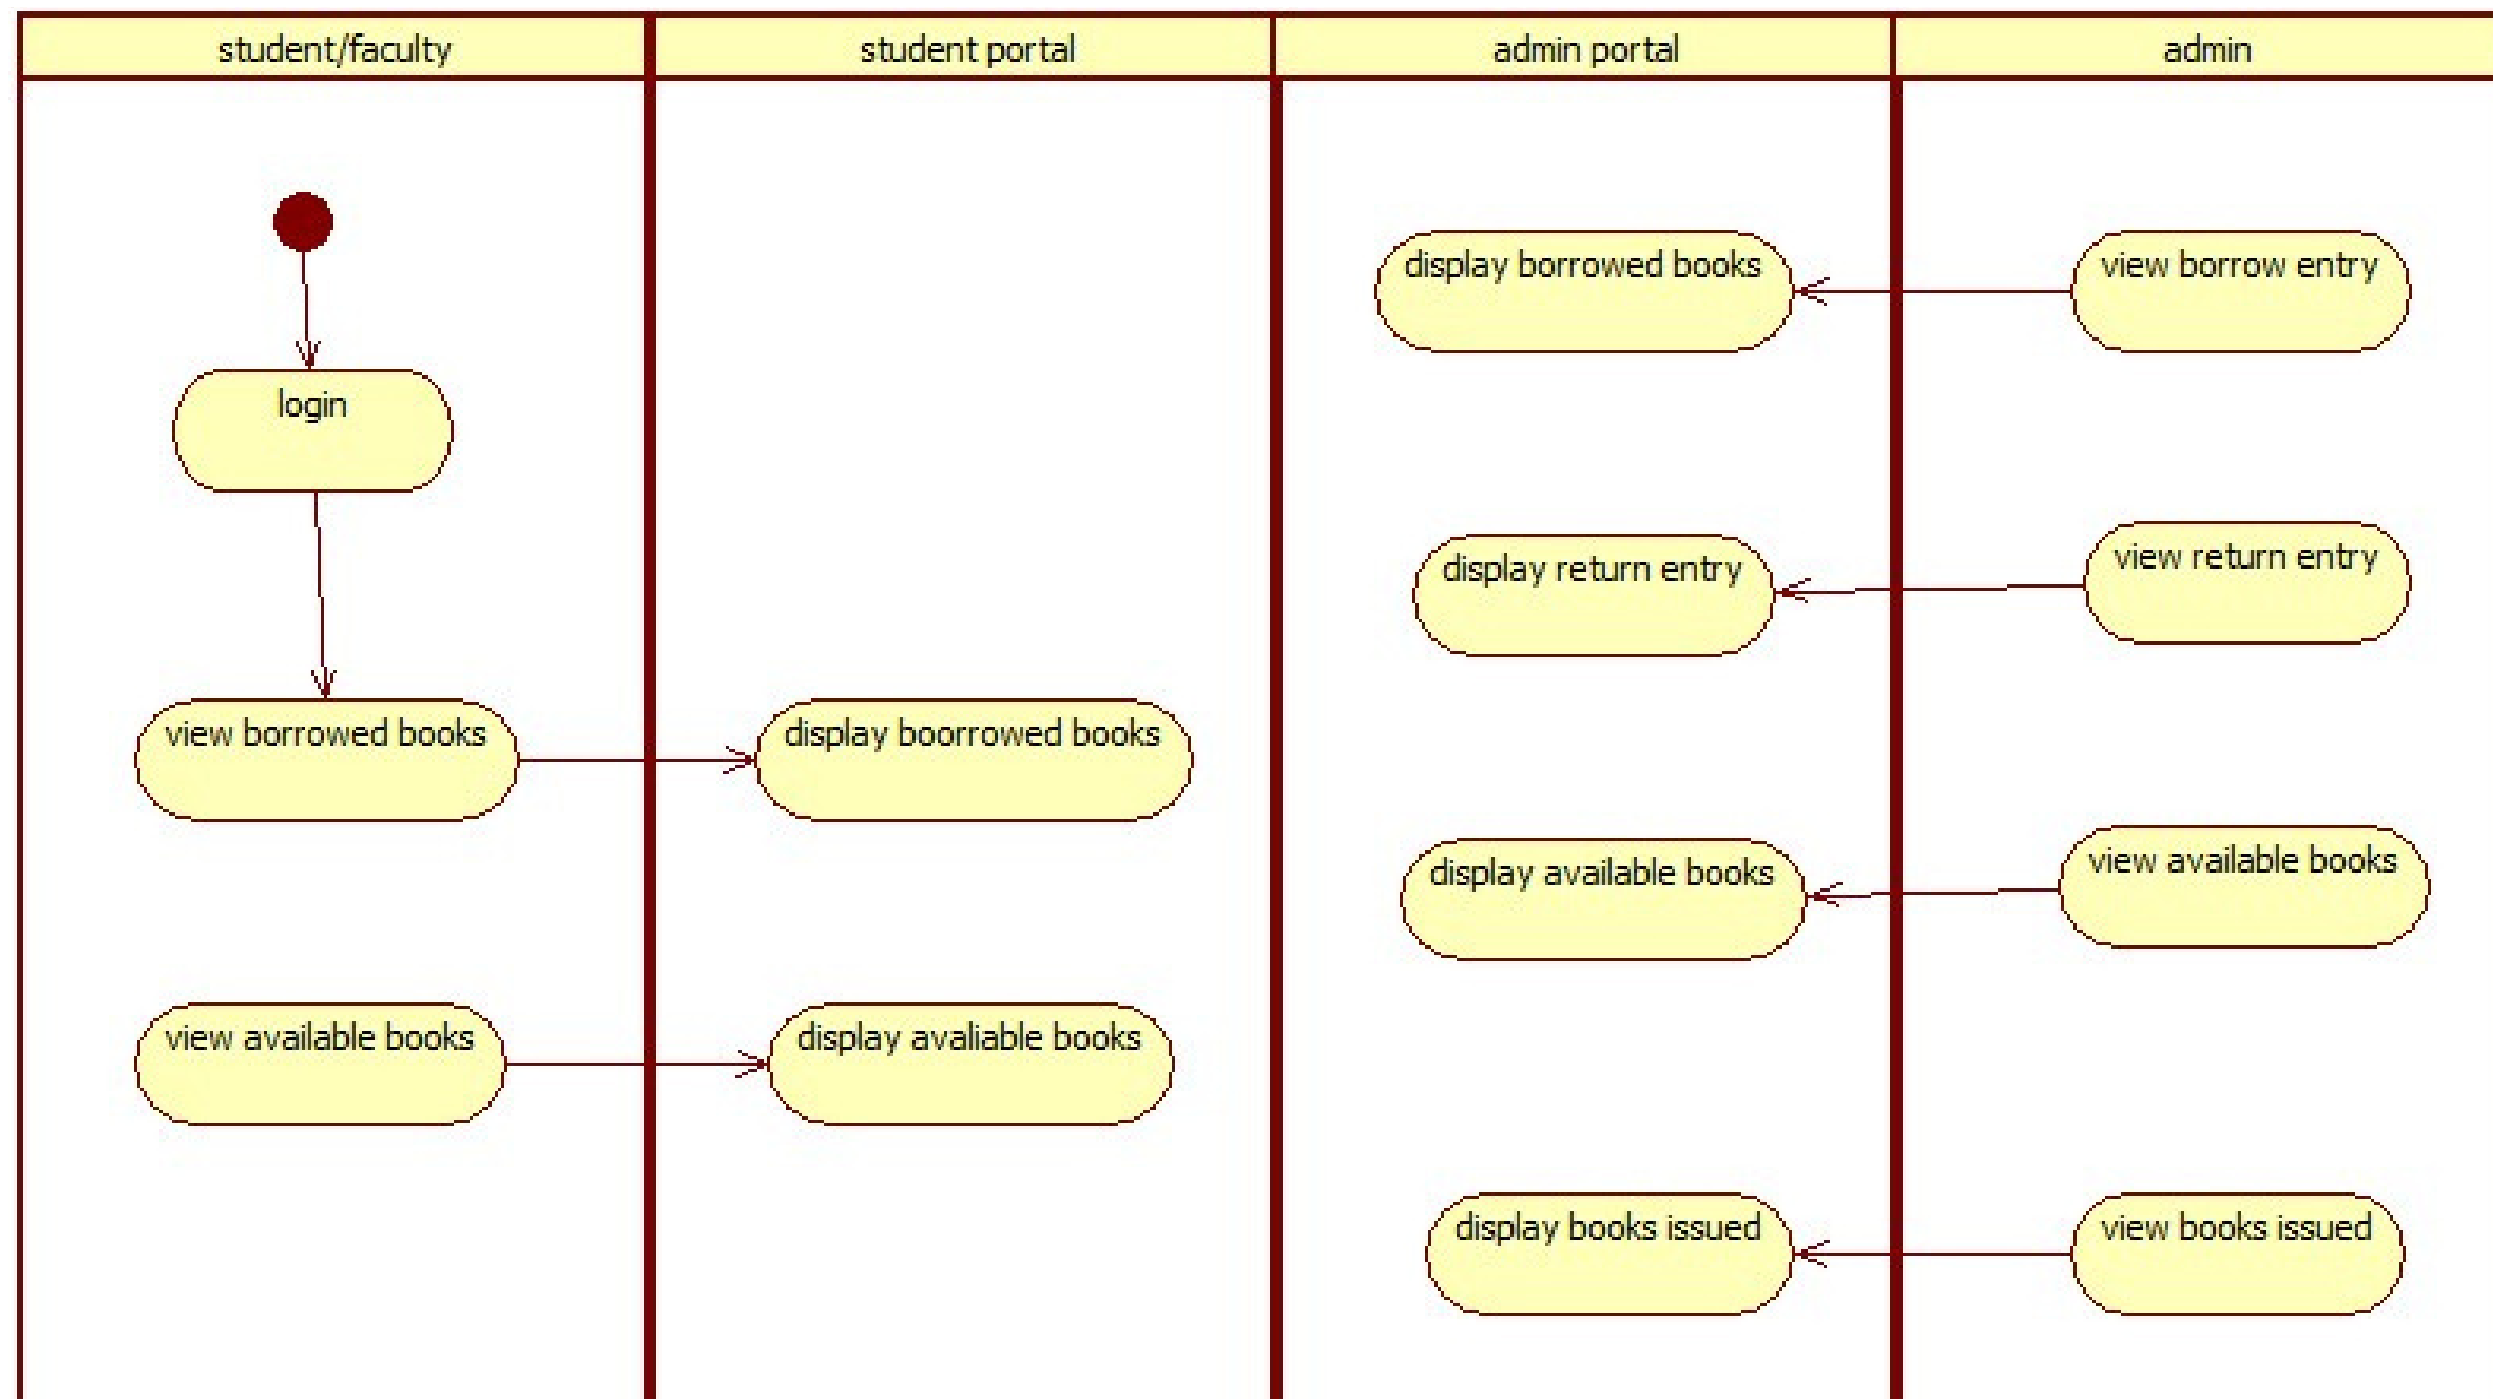 student/faculty
student portal
admin portal
admin
login
view borrowed books
view available books
display boorrowed books
display avaliable books
display borrowed books
display return entry
display available books
display books issued
view borrow entry
view return entry
view available books
view books issued